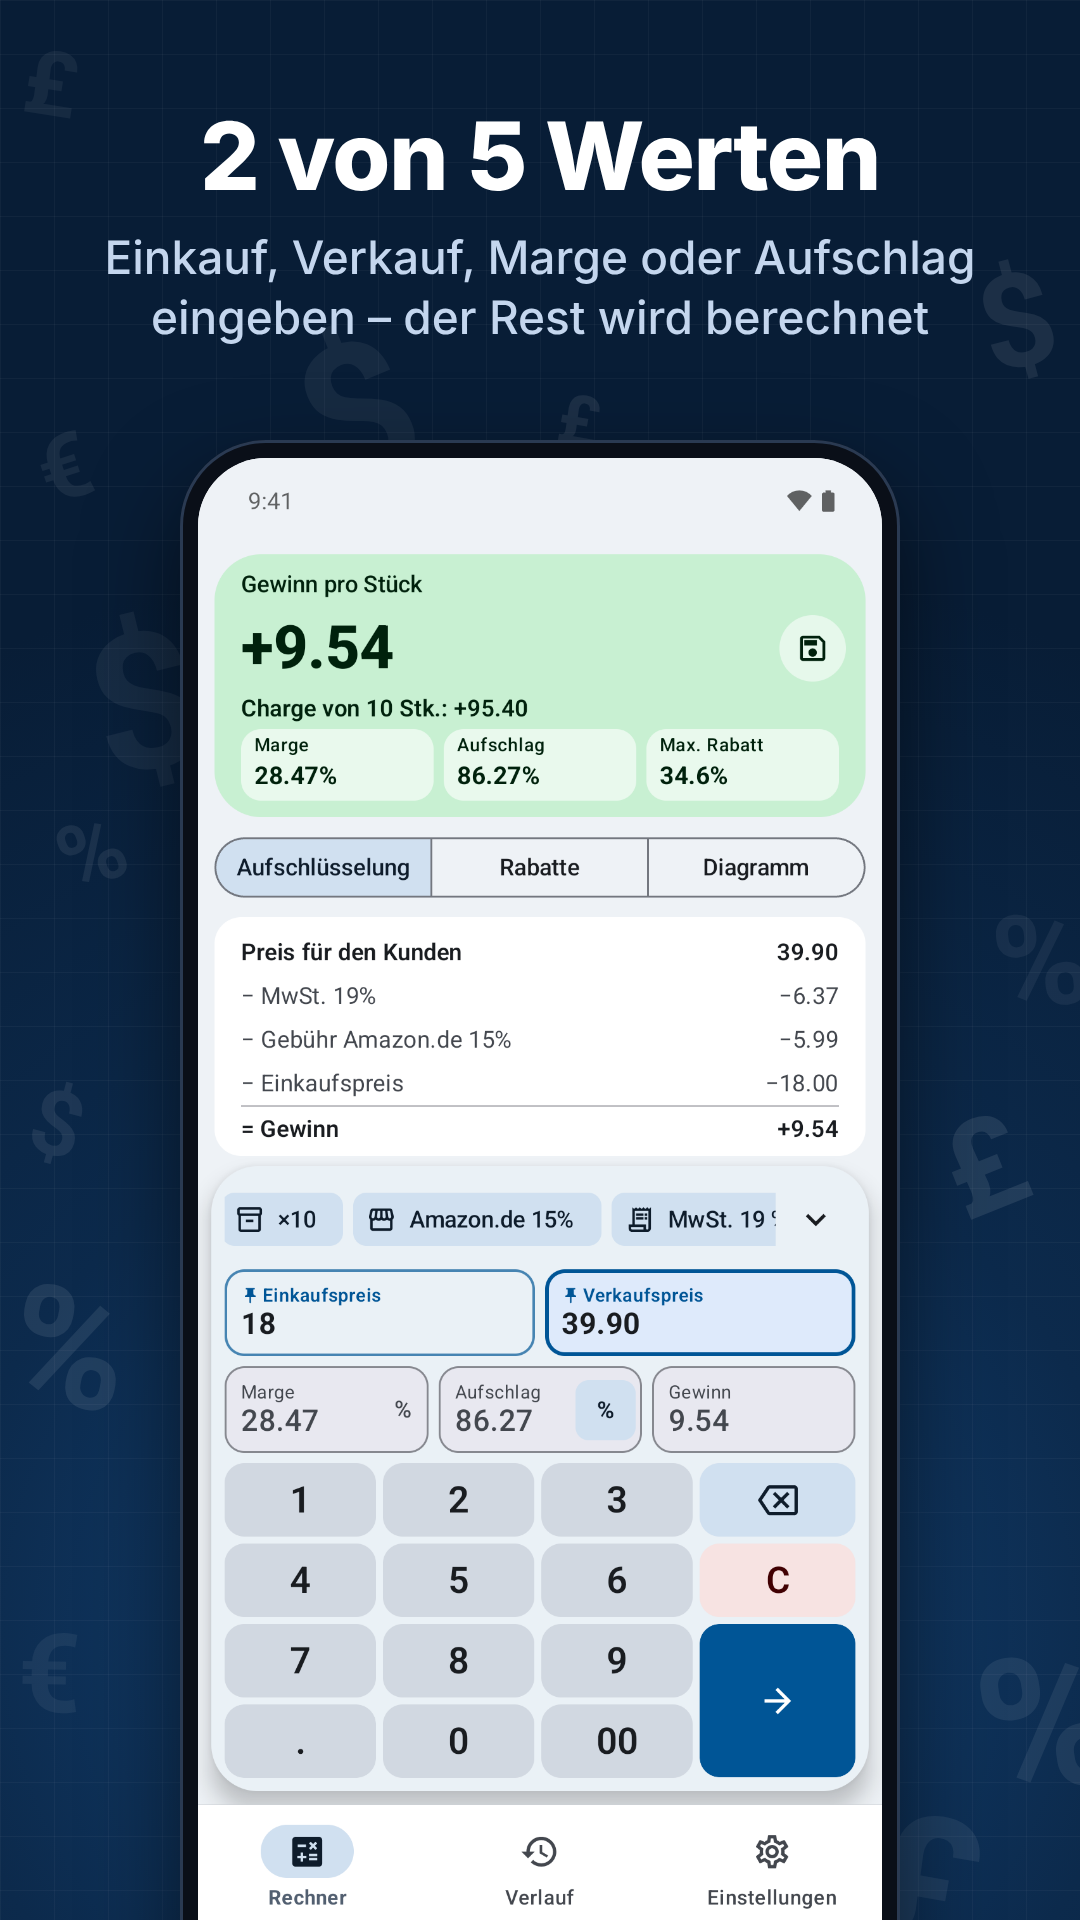 2 von 5 Werten
Einkauf, Verkauf, Marge oder Aufschlag
eingeben – der Rest wird berechnet
9:41
Gewinn pro Stück
+9.54
Charge von 10 Stk.: +95.40
Marge
28.47%
Aufschlag
86.27%
Max. Rabatt
34.6%
Aufschlüsselung
Rabatte
Diagramm
Preis für den Kunden 39.90
− MwSt. 19% −6.37
− Gebühr Amazon.de 15% −5.99
− Einkaufspreis −18.00
= Gewinn +9.54
×10
Amazon.de 15%
MwSt. 19
Einkaufspreis
18
Verkaufspreis
39.90
Marge
28.47 %
Aufschlag
86.27 %
Gewinn
9.54
1 2 3
4 5 6 C
7 8 9
. 0 00
Rechner
Verlauf
Einstellungen